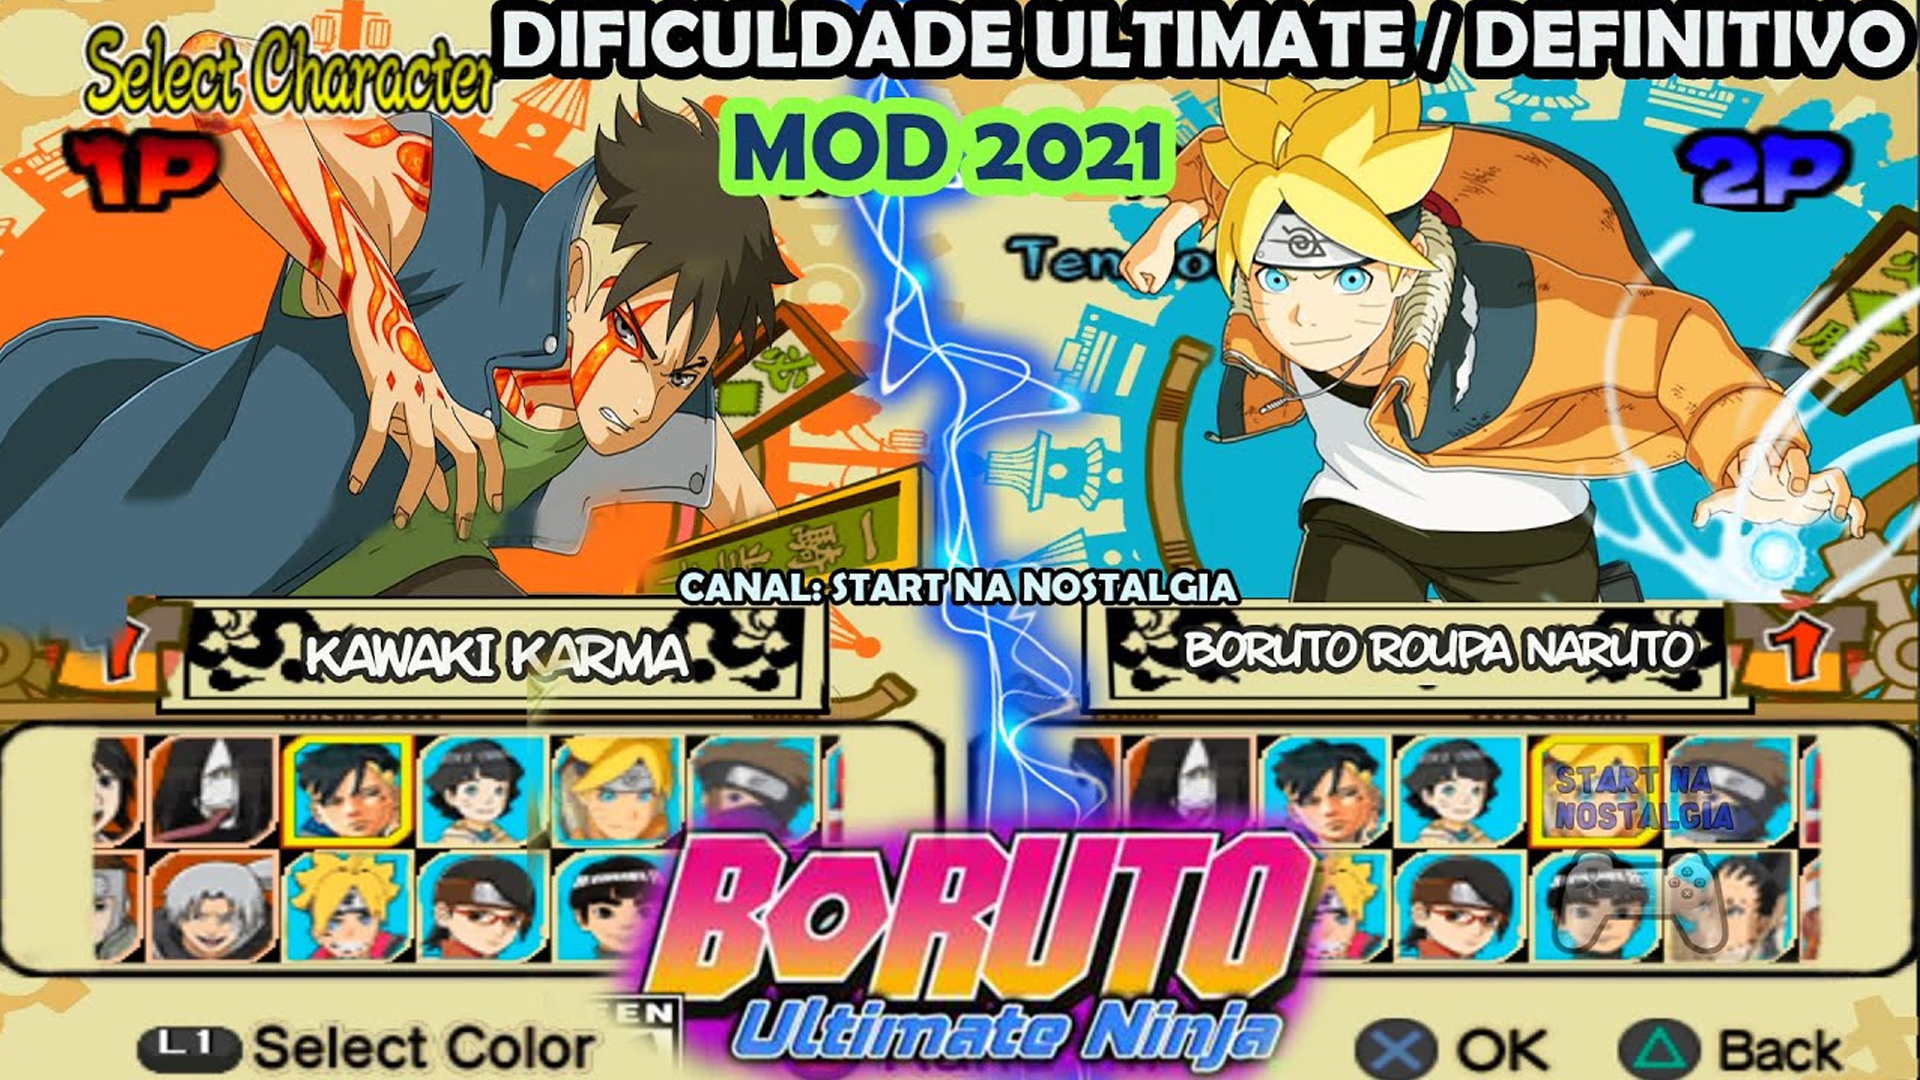 Select Character
DIFICULDADE ULTIMATE / DEFINITIVO
MOD 2021
1P
2P
CANAL: START NA NOSTALGIA
1
KAWAKI KARMA
BORUTO ROUPA NARUTO
1
START NA
NOSTALGIA
BORUTO
Ultimate Ninja
L1 Select Color
OK
Back